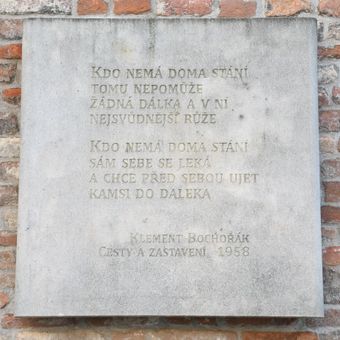 Kdo nemá doma stání
tomu nepomůže
žádná dálka a v ní
nejsvůdnější růže
Kdo nemá doma stání
sám sebe se leká
a chce před sebou ujet
kamsi do daleka
Klement Bochořák
Cesty a zastavení, 1958